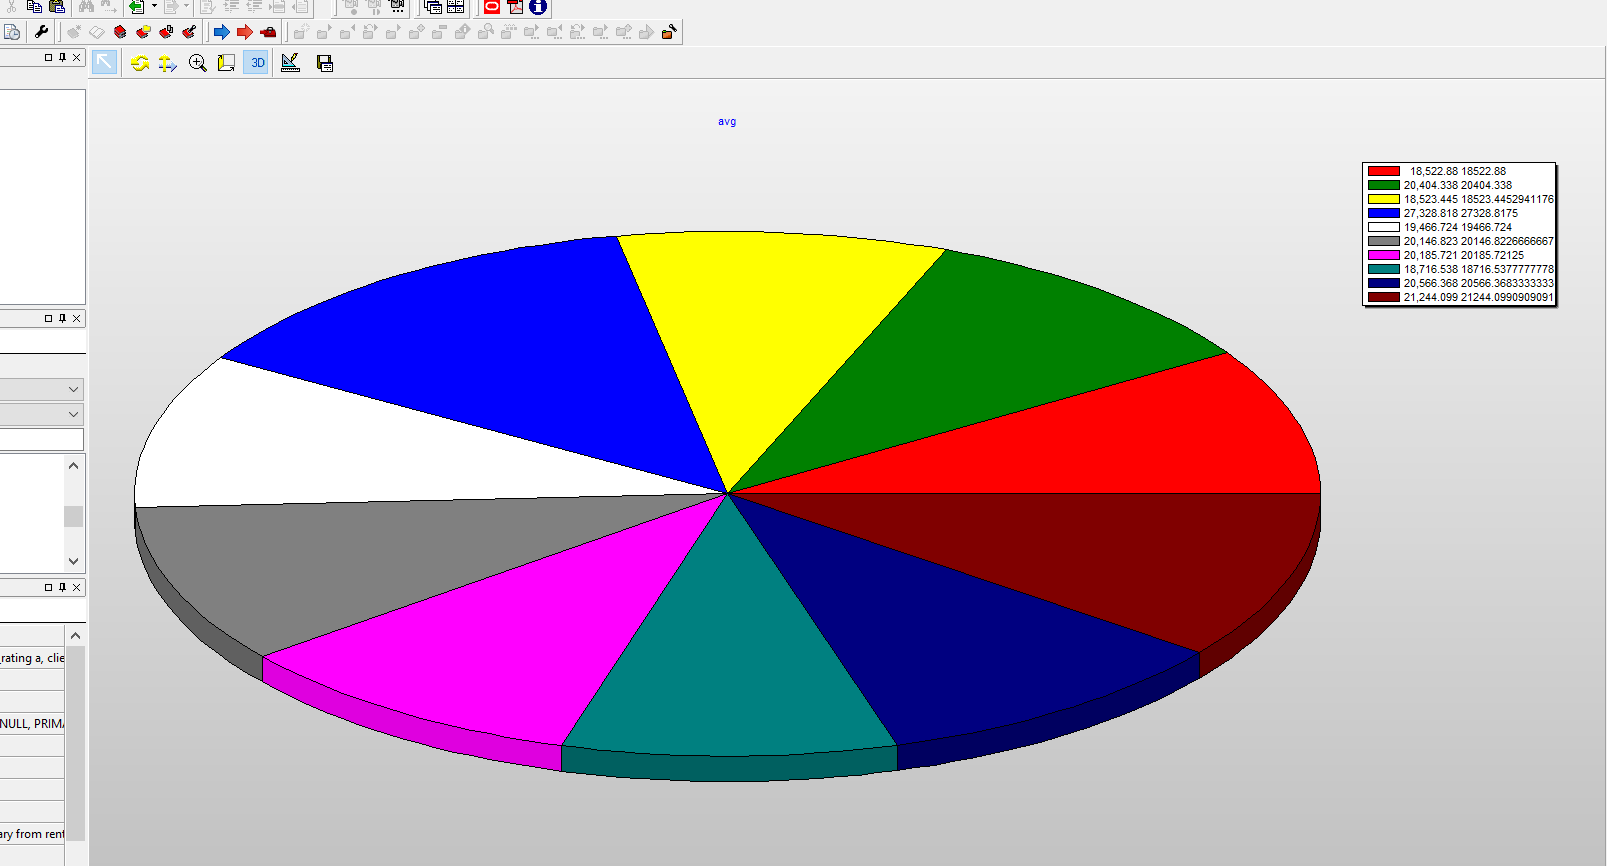 3D
avg
18,522.88 18522.88
20,404.338 20404.338
18,523.445 18523.4452941176
27,328.818 27328.8175
19,466.724 19466.724
20,146.823 20146.8226666667
20,185.721 20185.72125
18,716.538 18716.5377777778
20,566.368 20566.3683333333
21,244.099 21244.0990909091
rating a, clie
NULL, PRIM
ary from rent